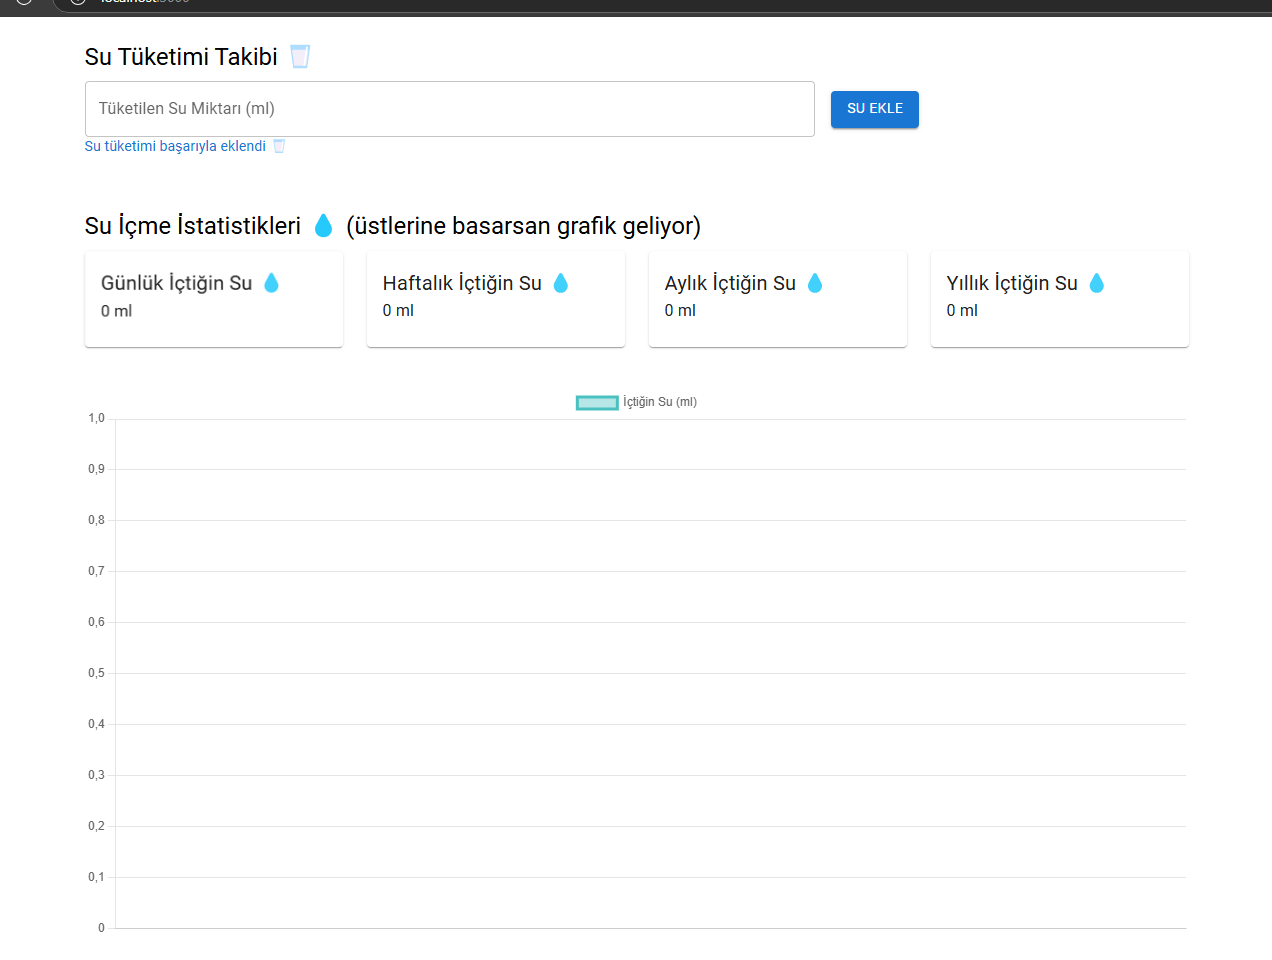 Su Tüketimi Takibi
Tüketilen Su Miktarı (ml)
SU EKLE
Su tüketimi başarıyla eklendi
Su İçme İstatistikleri 💧 (üstlerine basarsan grafik geliyor)
Günlük İçtiğin Su 💧
0 ml
Haftalık İçtiğin Su 💧
0 ml
Aylık İçtiğin Su 💧
0 ml
Yıllık İçtiğin Su 💧
0 ml
İçtiğin Su (ml)
1,0
0,9
0,8
0,7
0,6
0,5
0,4
0,3
0,2
0,1
0